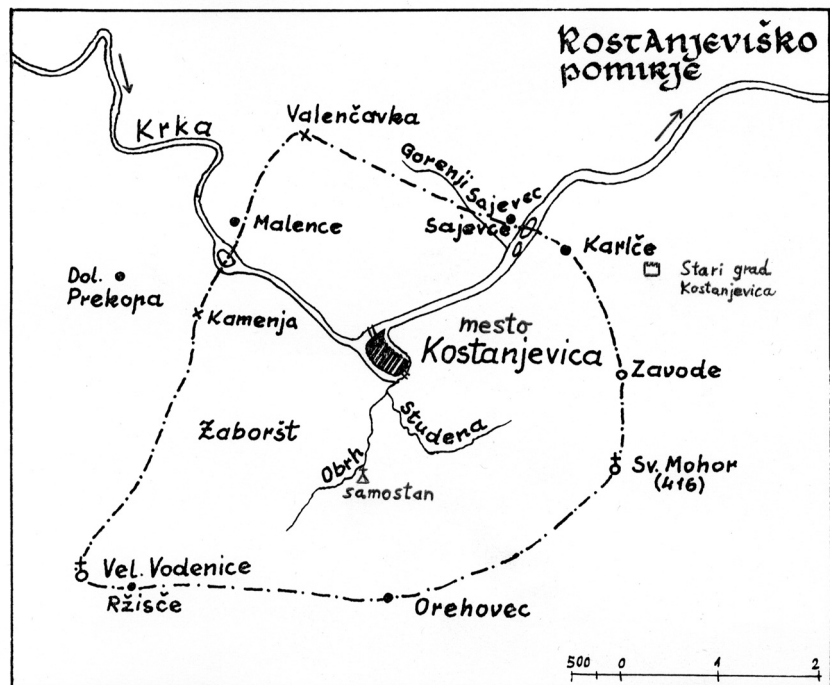 Kostanjeviško
pomirje
Valenčavka
Krka
Gorenji Sajevec
Malence
Sajevce
Karlče
Dol.
Prekopa
Stari grad
Kostanjevica
Kamenja
mesto
Kostanjevica
Zavode
Zaboršt
Studena
Obrh
Sv. Mohor
(416)
samostan
Vel. Vodenice
Ržišče
Orehovec
500 0 1 2